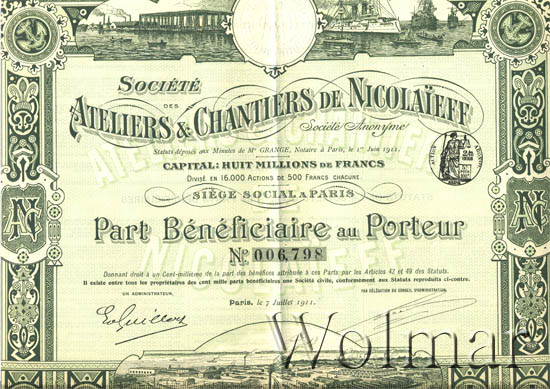 SOCIÉTÉ
DES
ATELIERS & CHANTIERS DE NICOLAÏEFF
Société Anonyme
Statuts déposés aux Minutes de Me GRANGE, Notaire à Paris, le 1er Juin 1911.
CAPITAL: HUIT MILLIONS DE FRANCS
DIVISÉ EN 16.000 ACTIONS DE 500 FRANCS CHACUNE.
SIÈGE SOCIAL A PARIS
Part Bénéficiaire au Porteur
No 006,798
Donnant droit à un Cent-millième de la part des bénéfices attribuée à ces Parts par les Articles 42 et 49 des Statuts.
Il existe entre tous les propriétaires des cent mille parts bénéficiaires une Société civile, conformément aux Statuts reproduits ci-contre.
UN ADMINISTRATEUR,
PAR DÉLÉGATION DU CONSEIL D'ADMINISTRATION,
Paris, le 7 Juillet 1911.
Wolmar